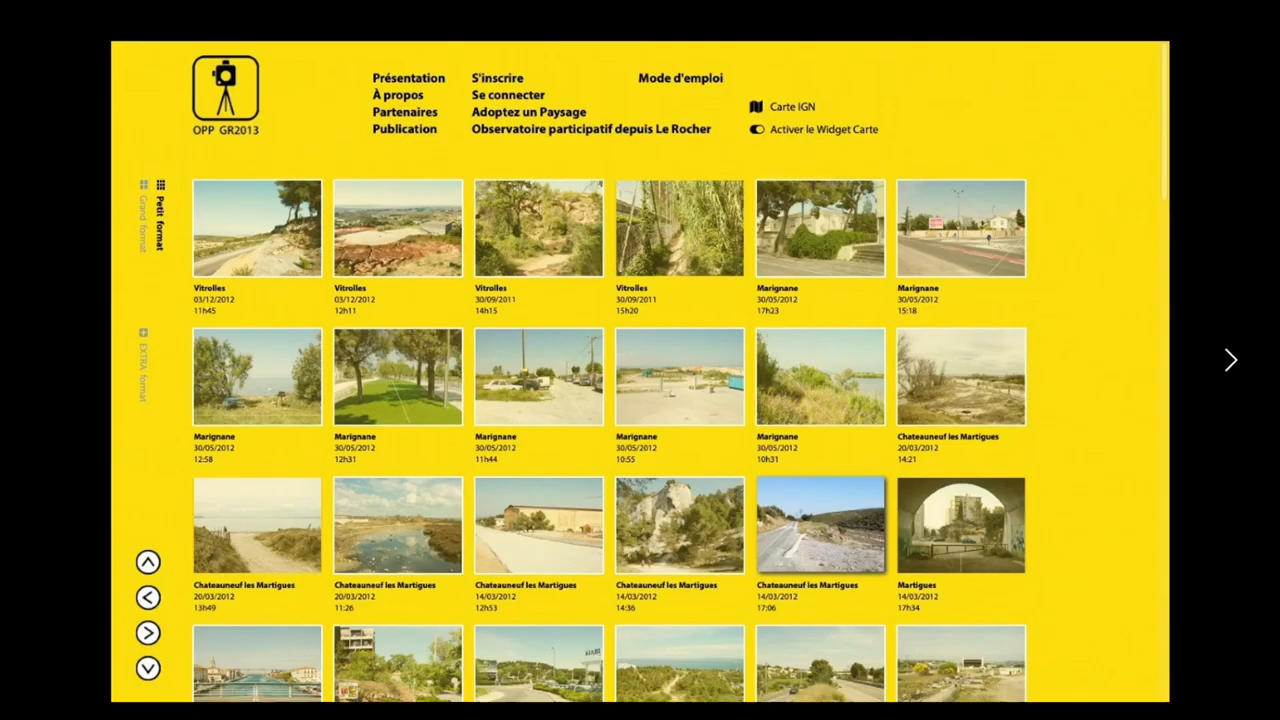 OPP GR2013
Présentation
À propos
Partenaires
Publication
S'inscrire
Se connecter
Adoptez un Paysage
Observatoire participatif depuis Le Rocher
Mode d'emploi
Carte IGN
Activer le Widget Carte
Petit format
Grand format
EXTRA format
Vitrolles
03/12/2012
11h45
Vitrolles
03/12/2012
12h11
Vitrolles
30/09/2011
14h15
Vitrolles
30/09/2011
15h20
Marignane
30/05/2012
17h23
Marignane
30/05/2012
15:18
Marignane
30/05/2012
12:58
Marignane
30/05/2012
12h31
Marignane
30/05/2012
11h44
Marignane
30/05/2012
10:55
Marignane
30/05/2012
10h31
Chateauneuf les Martigues
20/03/2012
14:21
Chateauneuf les Martigues
20/03/2012
13h49
Chateauneuf les Martigues
20/03/2012
11:26
Chateauneuf les Martigues
14/03/2012
12h53
Chateauneuf les Martigues
14/03/2012
14:36
Chateauneuf les Martigues
14/03/2012
17:06
Martigues
14/03/2012
17h34